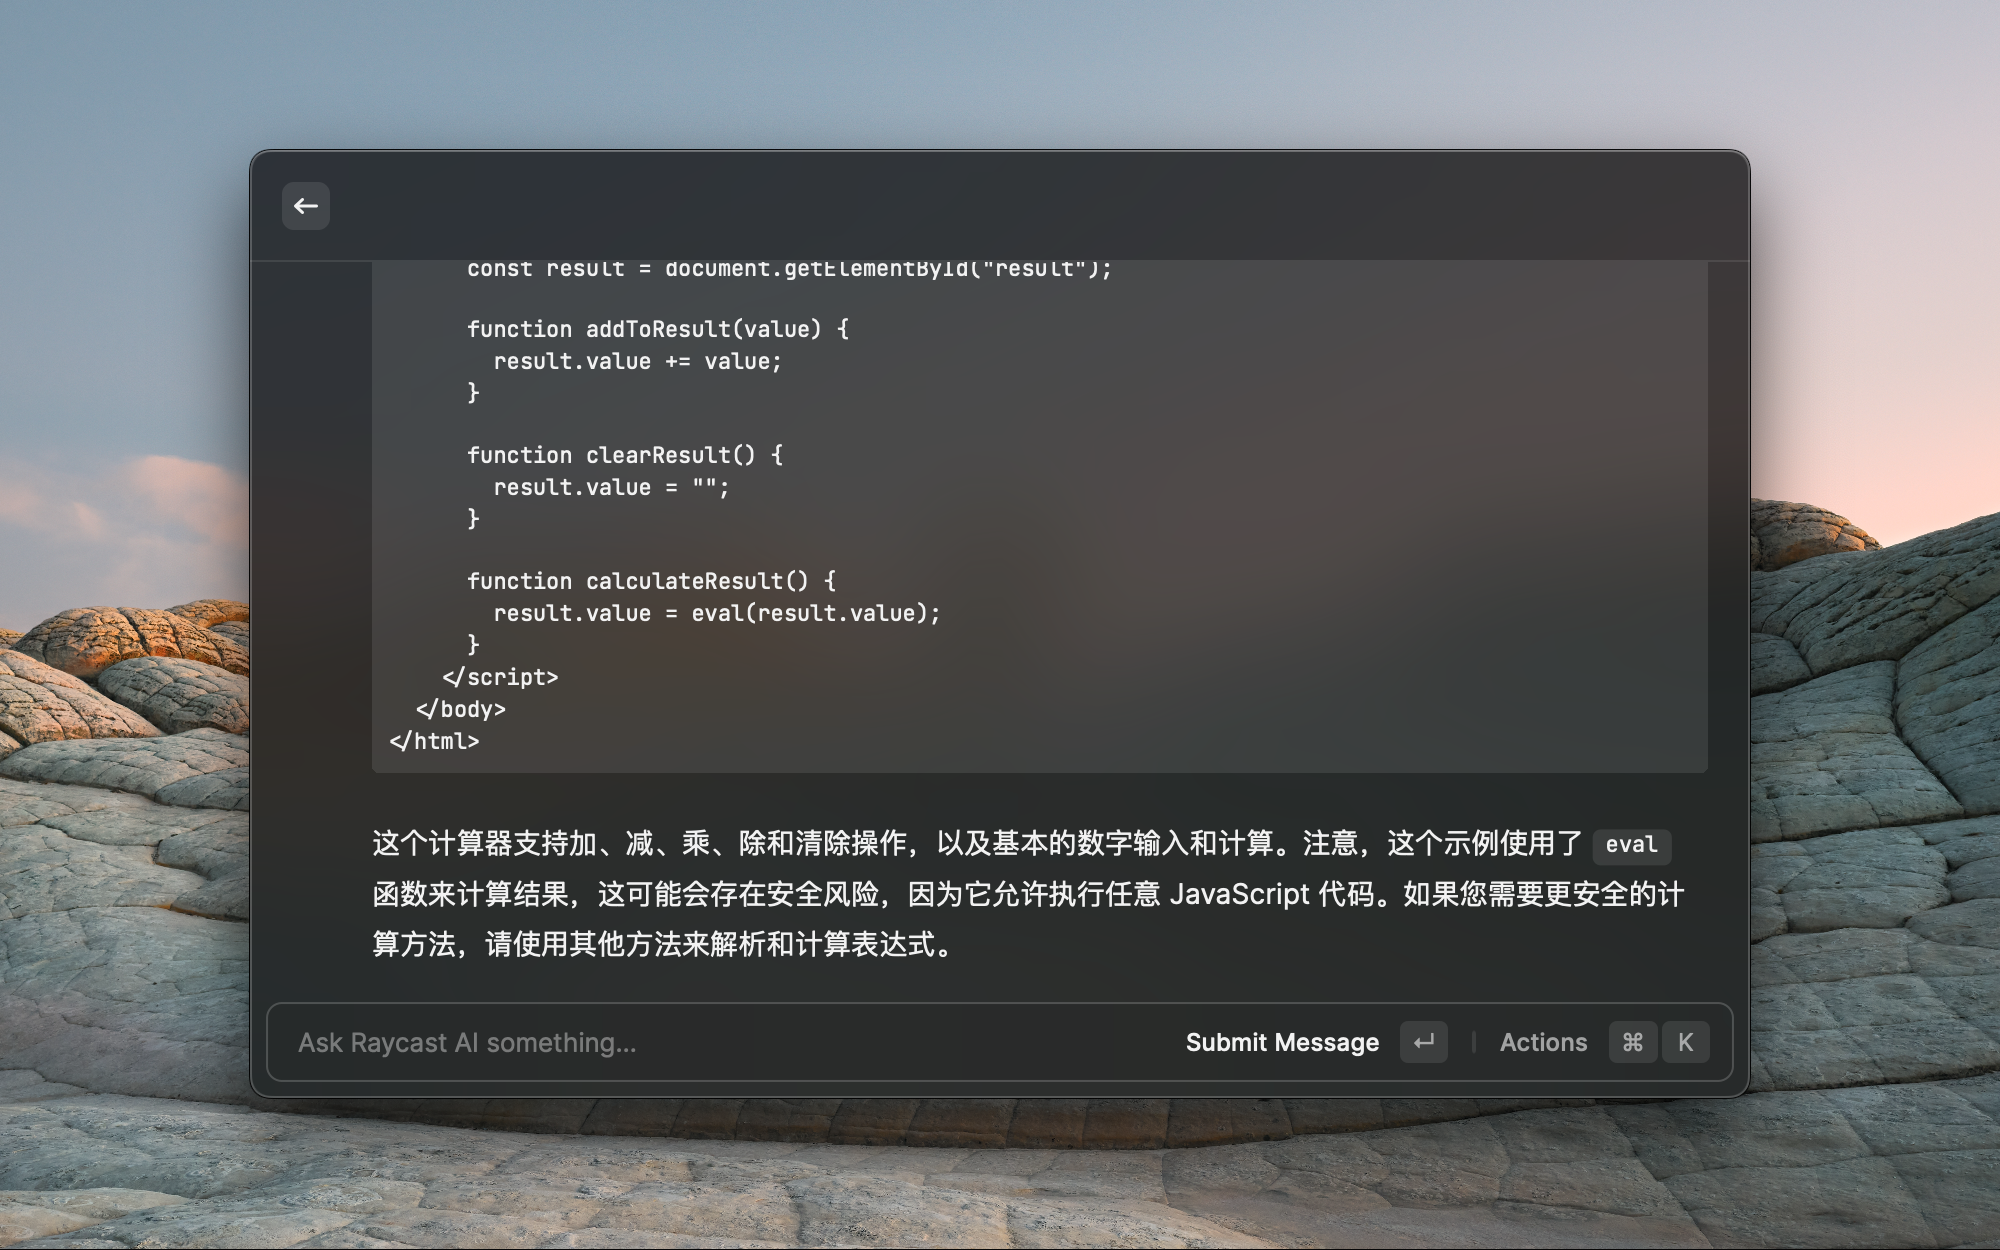 const result = document.getElementById("result");
function addToResult(value) {
result.value += value;
}
function clearResult() {
result.value = "";
}
function calculateResult() {
result.value = eval(result.value);
}
</script>
</body>
</html>
这个计算器支持加、减、乘、除和清除操作，以及基本的数字输入和计算。注意，这个示例使用了 eval
函数来计算结果，这可能会存在安全风险，因为它允许执行任意 JavaScript 代码。如果您需要更安全的计
算方法，请使用其他方法来解析和计算表达式。
Ask Raycast AI something... Submit Message ↵ Actions ⌘ K